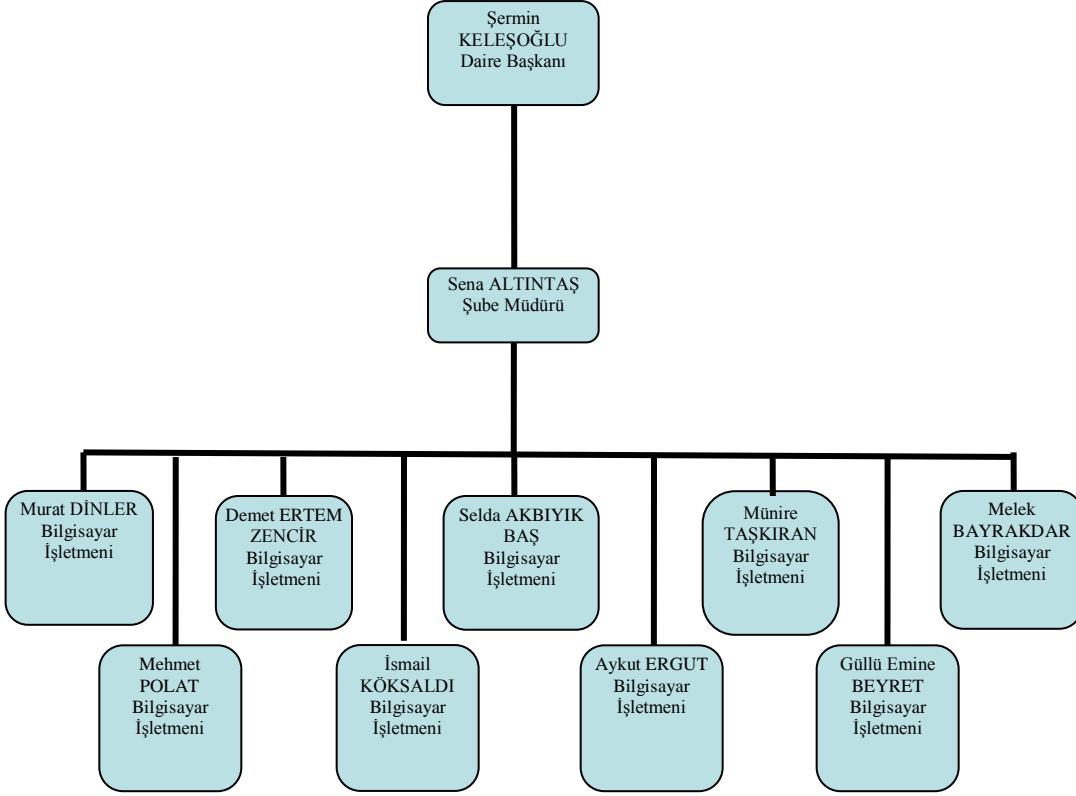 Şermin
KELEŞOĞLU
Daire Başkanı
Sena ALTINTAŞ
Şube Müdürü
Murat DİNLER
Bilgisayar
İşletmeni
Demet ERTEM
ZENCİR
Bilgisayar
İşletmeni
Selda AKBIYIK
BAŞ
Bilgisayar
İşletmeni
Münire
TAŞKIRAN
Bilgisayar
İşletmeni
Melek
BAYRAKDAR
Bilgisayar
İşletmeni
Mehmet
POLAT
Bilgisayar
İşletmeni
İsmail
KÖKSALDI
Bilgisayar
İşletmeni
Aykut ERGUT
Bilgisayar
İşletmeni
Güllü Emine
BEYRET
Bilgisayar
İşletmeni